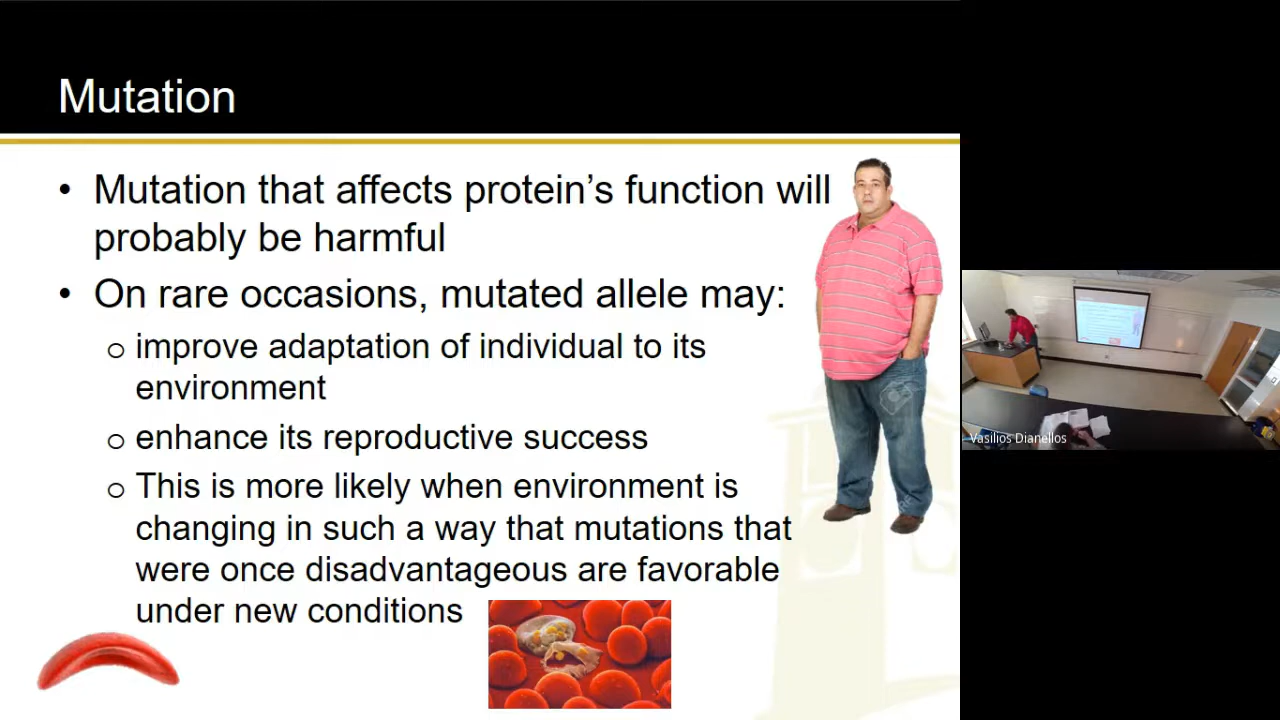 Mutation
• Mutation that affects protein's function will
probably be harmful
• On rare occasions, mutated allele may:
o improve adaptation of individual to its
environment
o enhance its reproductive success
o This is more likely when environment is
changing in such a way that mutations that
were once disadvantageous are favorable
under new conditions
Vasilios Dianellos